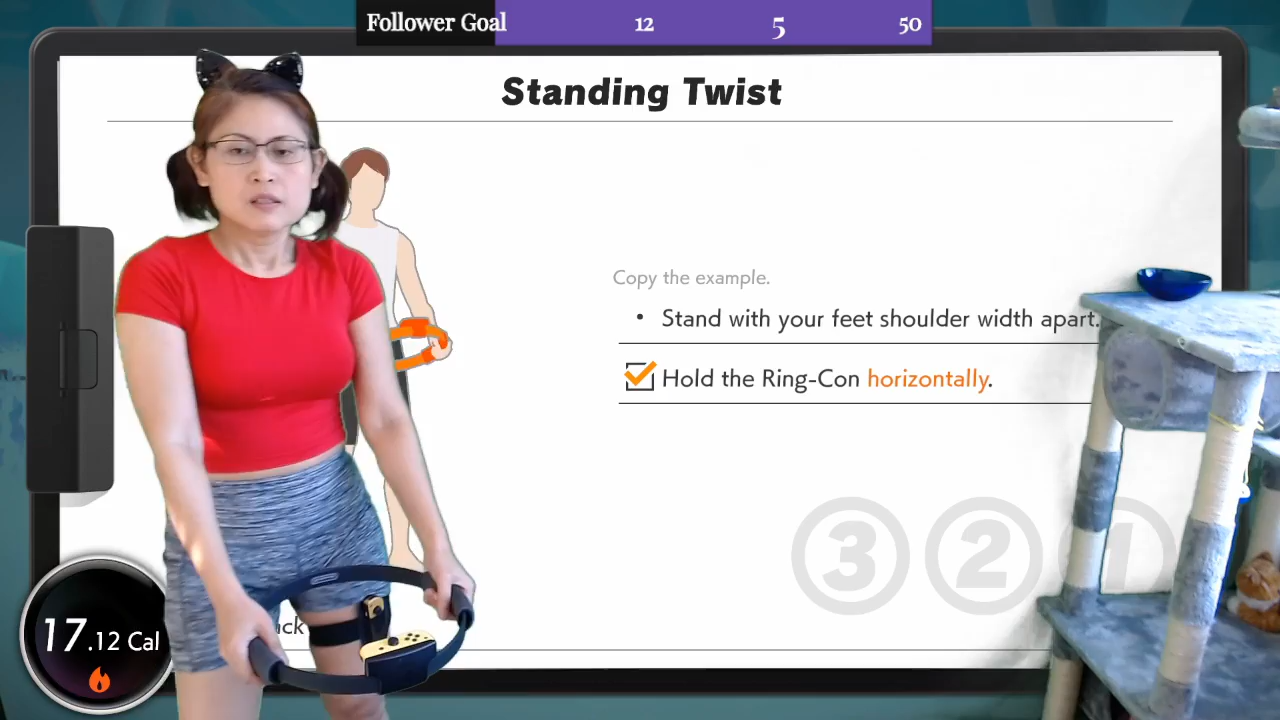 Follower Goal 12 5 50
Standing Twist
Copy the example.
• Stand with your feet shoulder width apart.
Hold the Ring-Con horizontally.
3 2 1
17.12 Cal